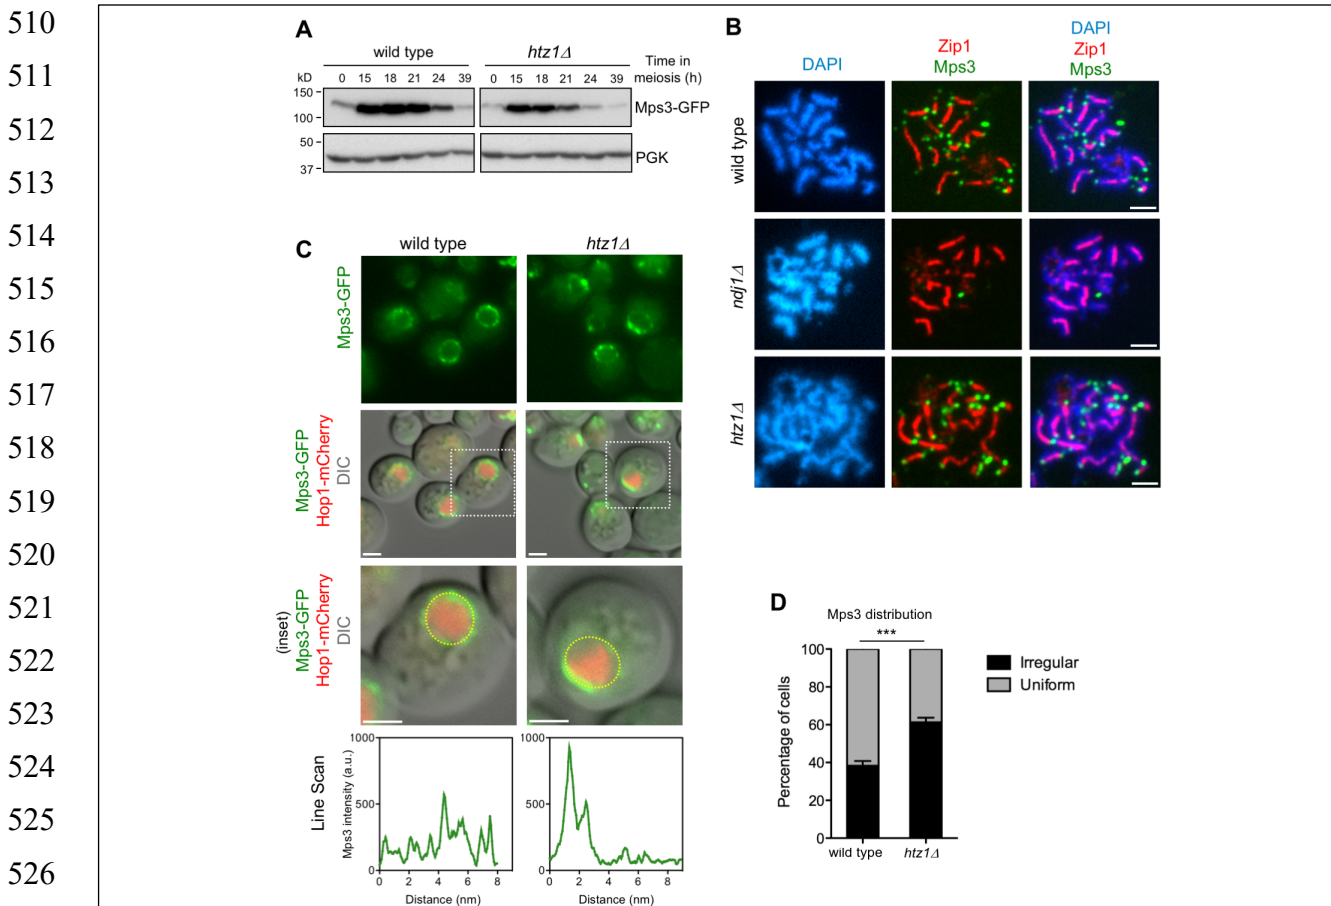 510
511
512
513
514
515
516
517
518
519
520
521
522
523
524
525
526
A
wild type
htz1Δ
Time in
meiosis (h)
kD
0 15 18 21 24 39
0 15 18 21 24 39
150
100
Mps3-GFP
50
37
PGK
B
DAPI
Zip1
Mps3
DAPI
Zip1
Mps3
wild type
ndj1Δ
htz1Δ
C
wild type
htz1Δ
Mps3-GFP
Mps3-GFP
Hop1-mCherry
DIC
(inset)
Mps3-GFP
Hop1-mCherry
DIC
Line Scan
Mps3 intensity (a.u.)
1000
500
0
0 2 4 6 8
Distance (nm)
1000
500
0
0 2 4 6 8
Distance (nm)
D
Mps3 distribution
***
Percentage of cells
100
80
60
40
20
0
wild type
htz1Δ
Irregular
Uniform